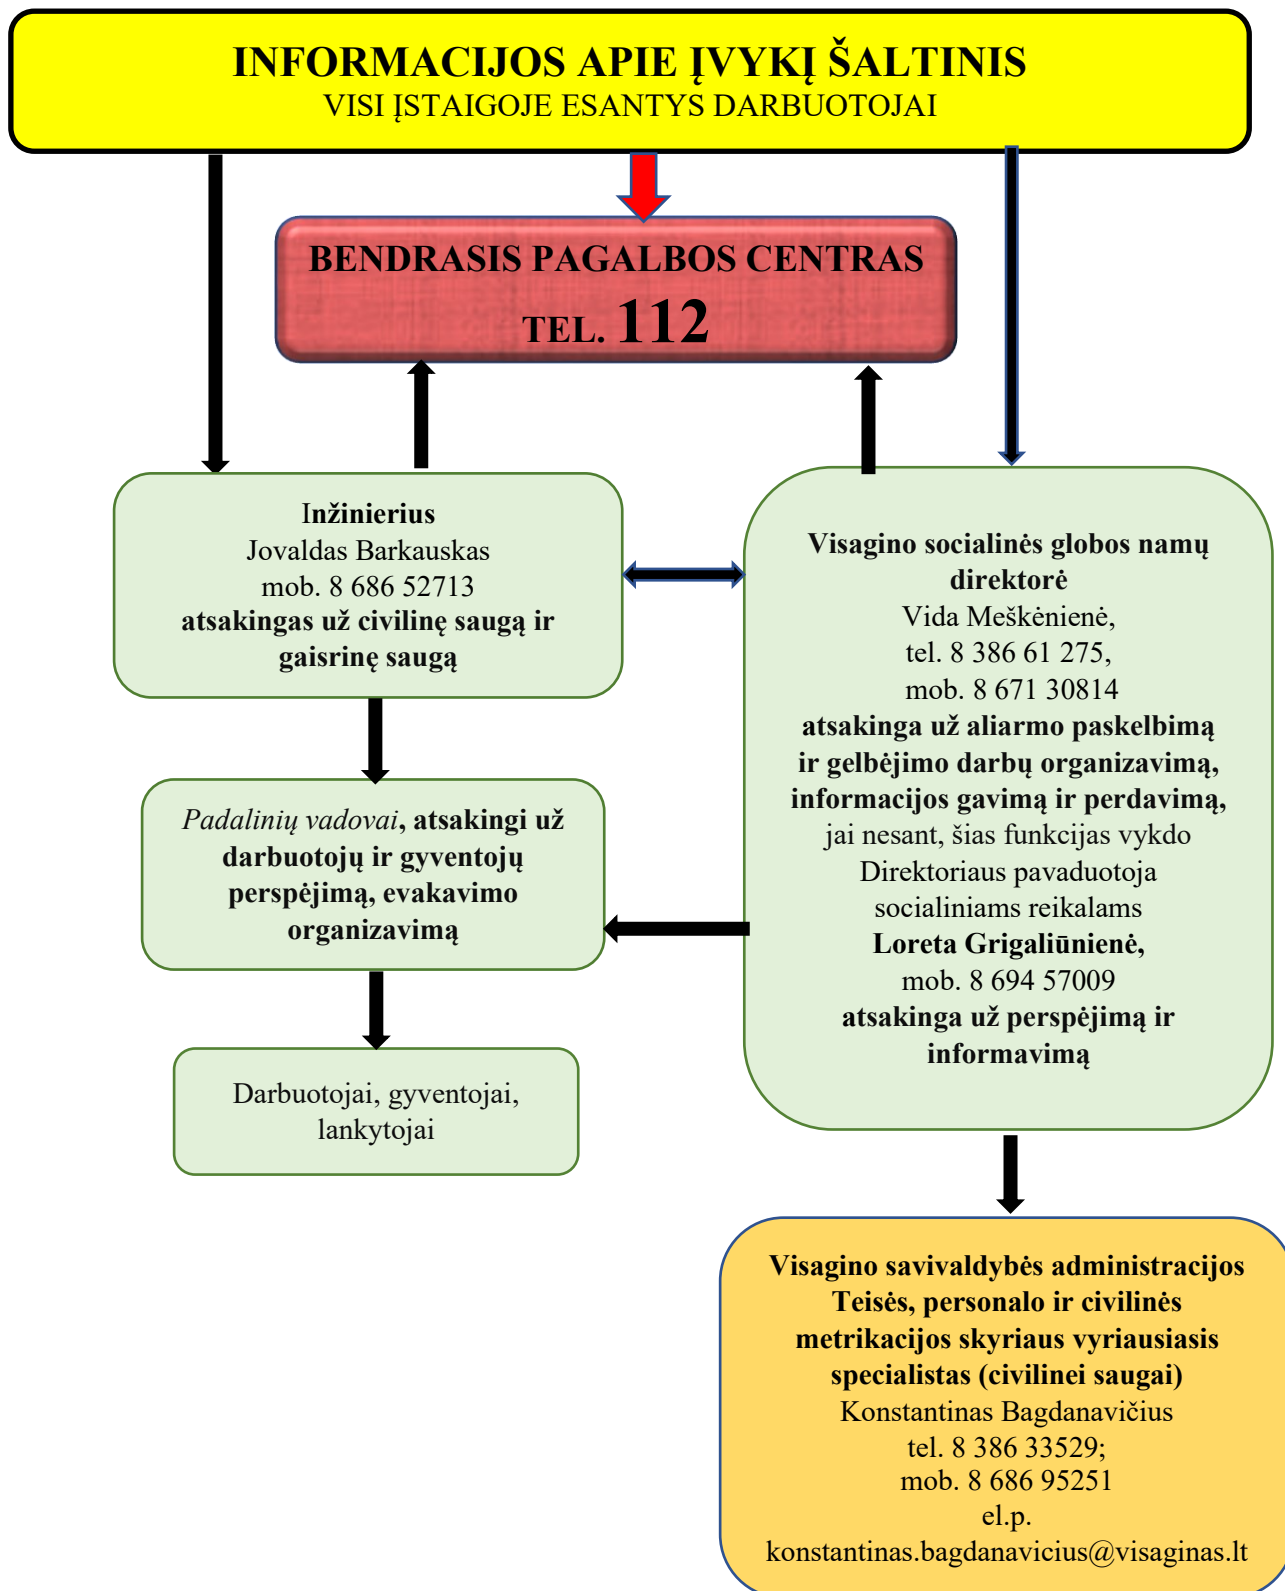 INFORMACIJOS APIE ĮVYKĮ ŠALTINIS
VISI ĮSTAIGOJE ESANTYS DARBUOTOJAI
BENDRASIS PAGALBOS CENTRAS
TEL. 112
Inžinierius
Jovaldas Barkauskas
mob. 8 686 52713
atsakingas už civilinę saugą ir
gaisrinę saugą
Visagino socialinės globos namų
direktorė
Vida Meškėnienė,
tel. 8 386 61 275,
mob. 8 671 30814
atsakinga už aliarmo paskelbimą
ir gelbėjimo darbų organizavimą,
informacijos gavimą ir perdavimą,
jai nesant, šias funkcijas vykdo
Direktoriaus pavaduotoja
socialiniams reikalams
Loreta Grigaliūnienė,
mob. 8 694 57009
atsakinga už perspėjimą ir
informavimą
Padalinių vadovai, atsakingi už
darbuotojų ir gyventojų
perspėjimą, evakavimo
organizavimą
Darbuotojai, gyventojai,
lankytojai
Visagino savivaldybės administracijos
Teisės, personalo ir civilinės
metrikacijos skyriaus vyriausiasis
specialistas (civilinei saugai)
Konstantinas Bagdanavičius
tel. 8 386 33529;
mob. 8 686 95251
el.p.
konstantinas.bagdanavicius@visaginas.lt